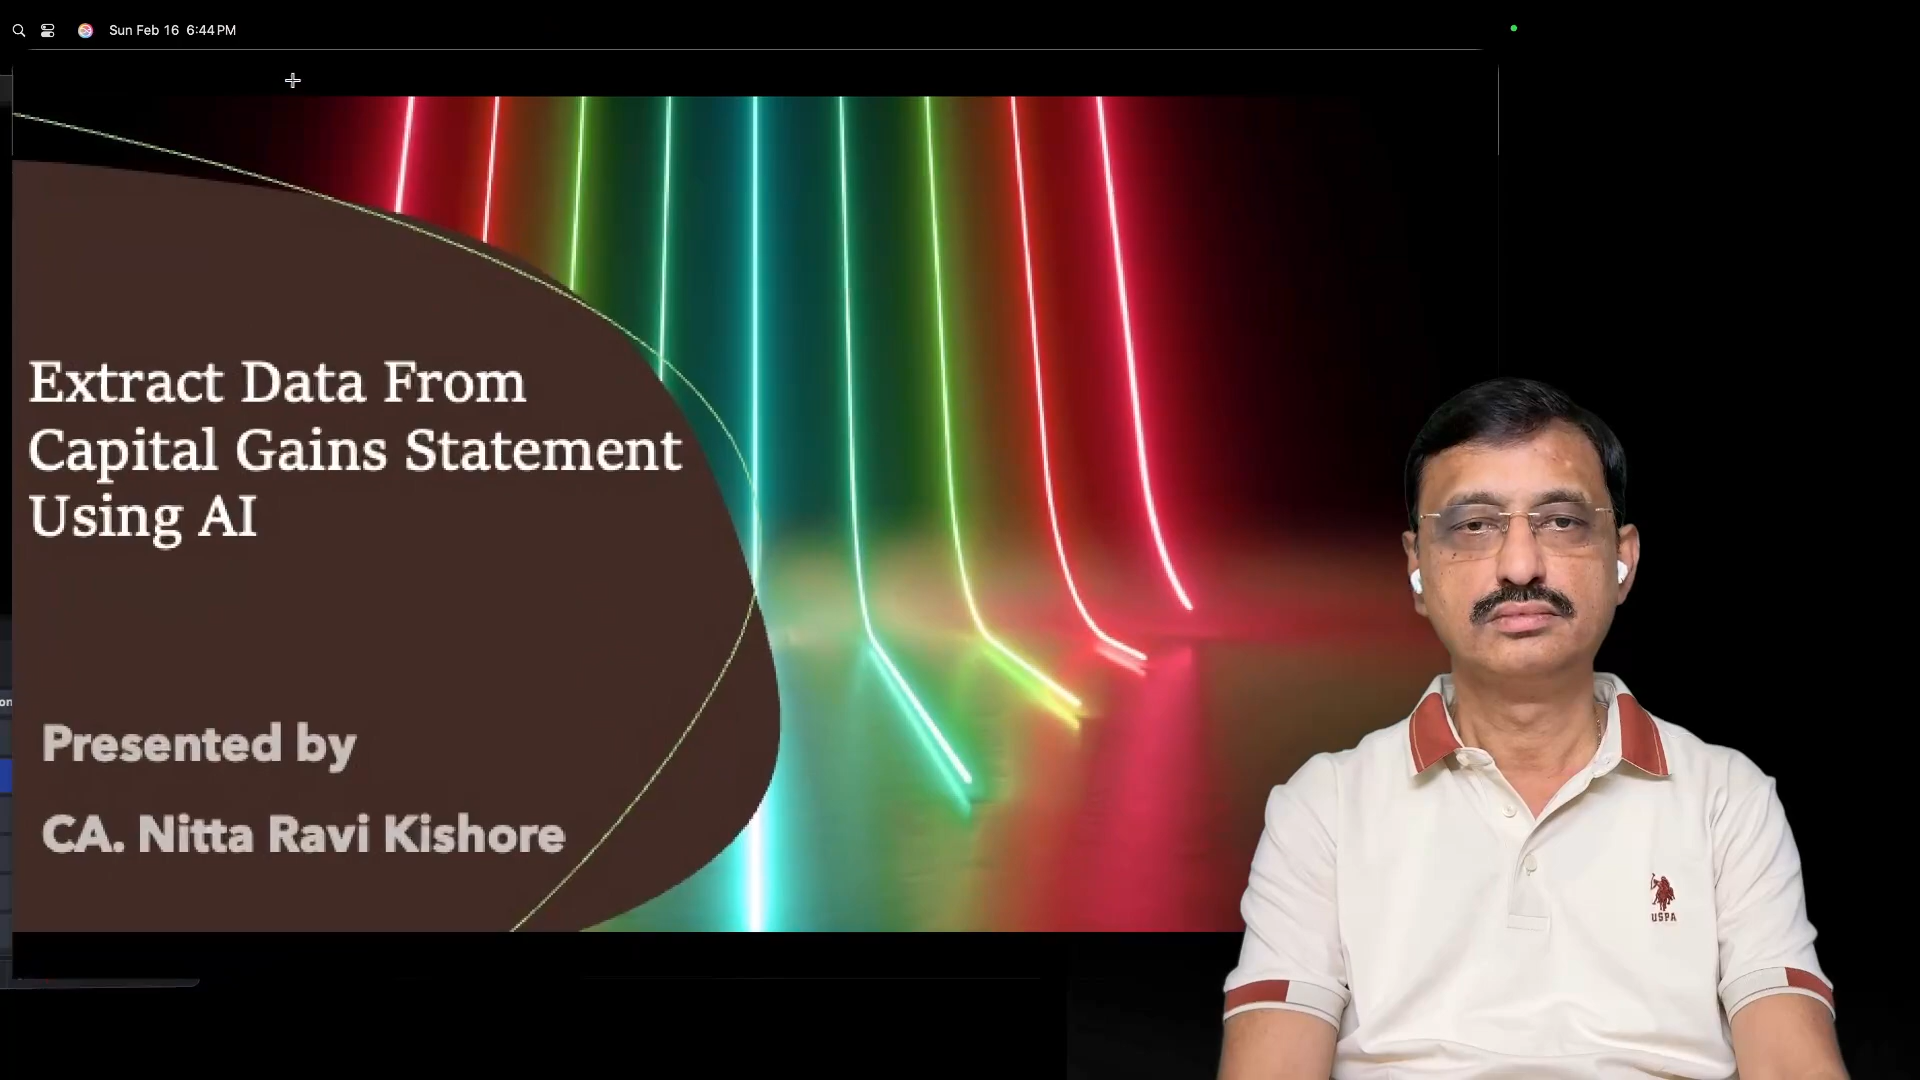 Sun Feb 16 6:44 PM
Extract Data From
Capital Gains Statement
Using AI
Presented by
CA. Nitta Ravi Kishore
USPA